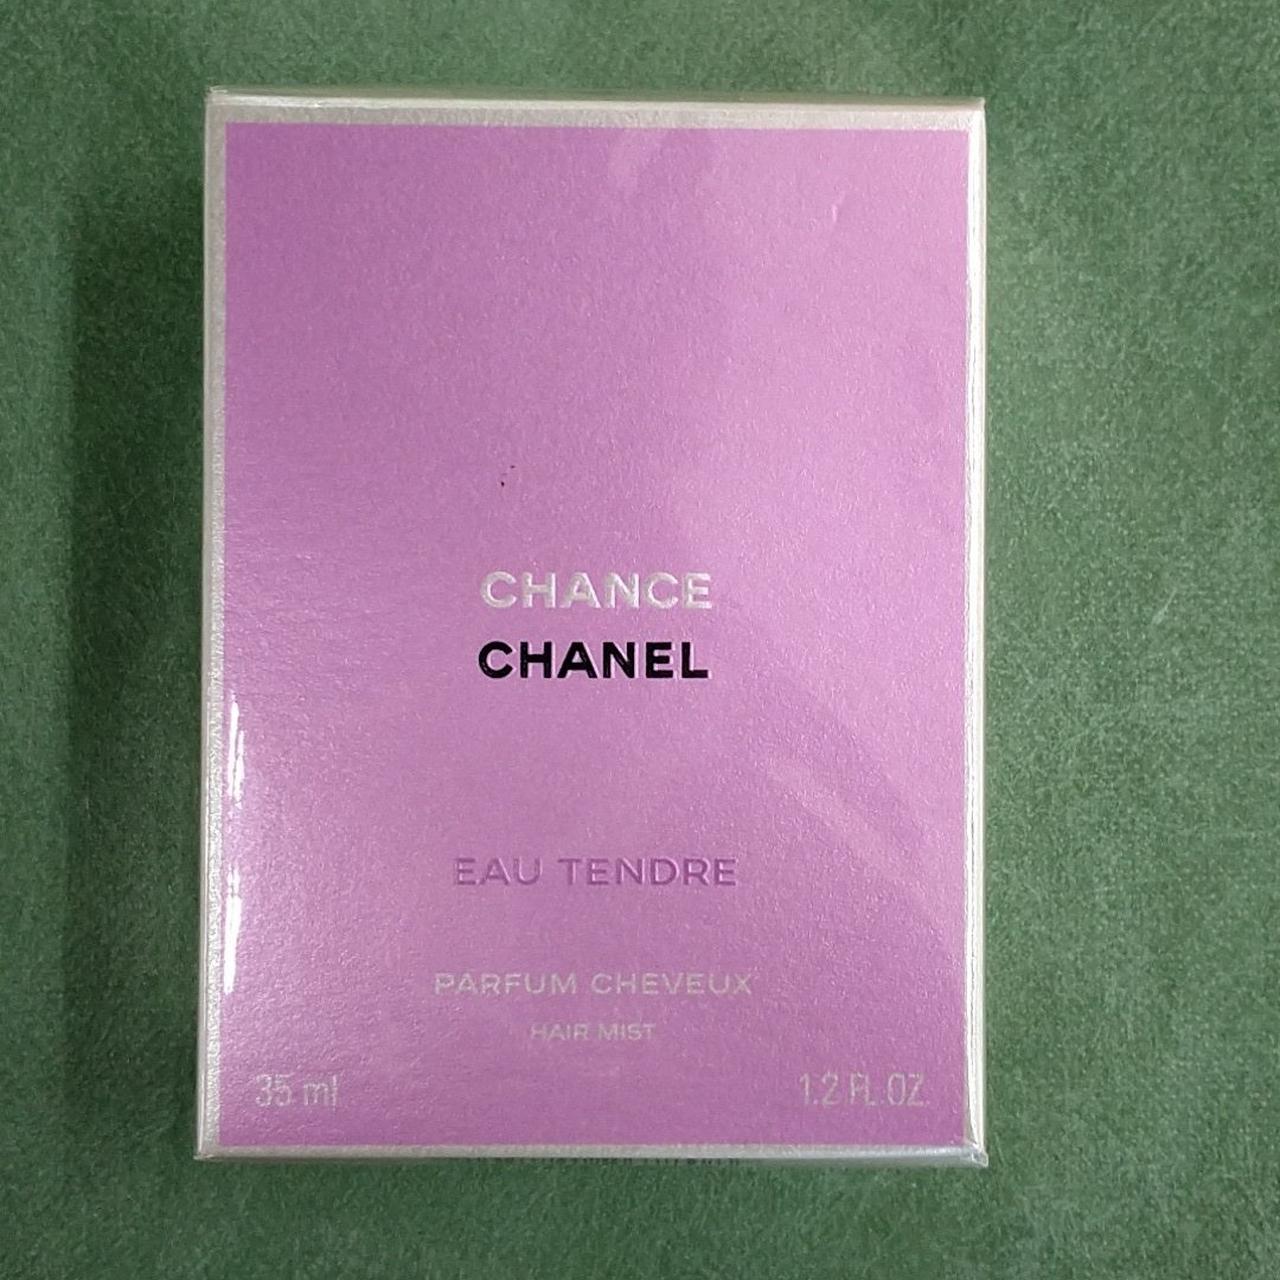 CHANCE
CHANEL
EAU TENDRE
PARFUM CHEVEUX
HAIR MIST
35 ml
1.2 FL.OZ.